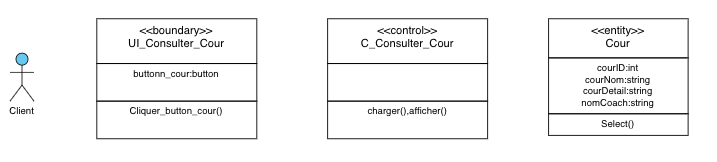 Client
<<boundary>>
UI_Consulter_Cour
buttonn_cour:button
Cliquer_button_cour()
<<control>>
C_Consulter_Cour
charger(),afficher()
<<entity>>
Cour
courID:int
courNom:string
courDetail:string
nomCoach:string
Select()